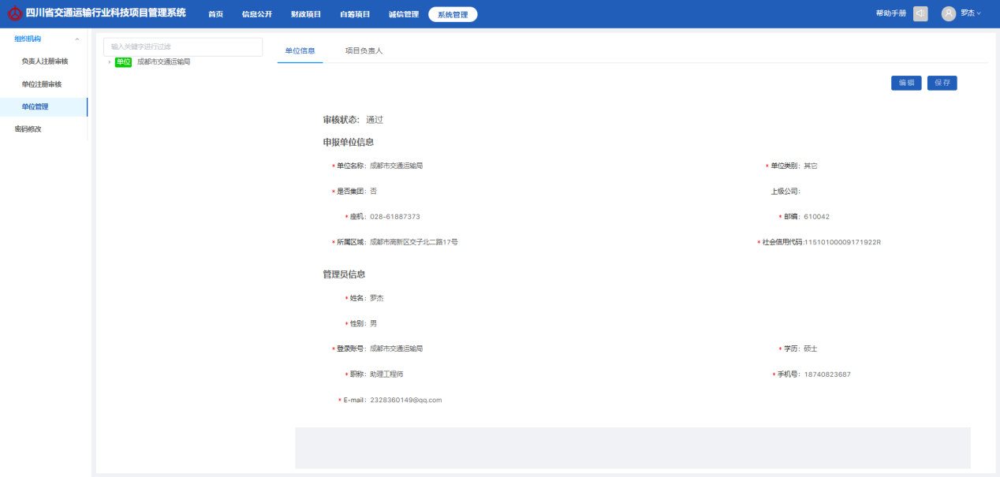 四川省交通运输行业科技项目管理系统 首页 信息公开 财政项目 自筹项目 诚信管理 系统管理 帮助手册 罗杰
组织机构
负责人注册审核
单位注册审核
单位管理
密码修改
输入关键字进行过滤
单位 成都市交通运输局
单位信息 项目负责人
编辑 保存
审核状态: 通过
申报单位信息
* 单位名称: 成都市交通运输局 * 单位类别: 其它
* 是否集团: 否 上级公司:
* 座机: 028-61887373 * 邮编: 610042
* 所属区域: 成都市高新区交子北二路17号 * 社会信用代码:11510100009171922R
管理员信息
* 姓名: 罗杰
* 性别: 男
* 登录账号: 成都市交通运输局 * 学历: 硕士
* 职称: 助理工程师 * 手机号: 18740823687
* E-mail: 2328360149@qq.com